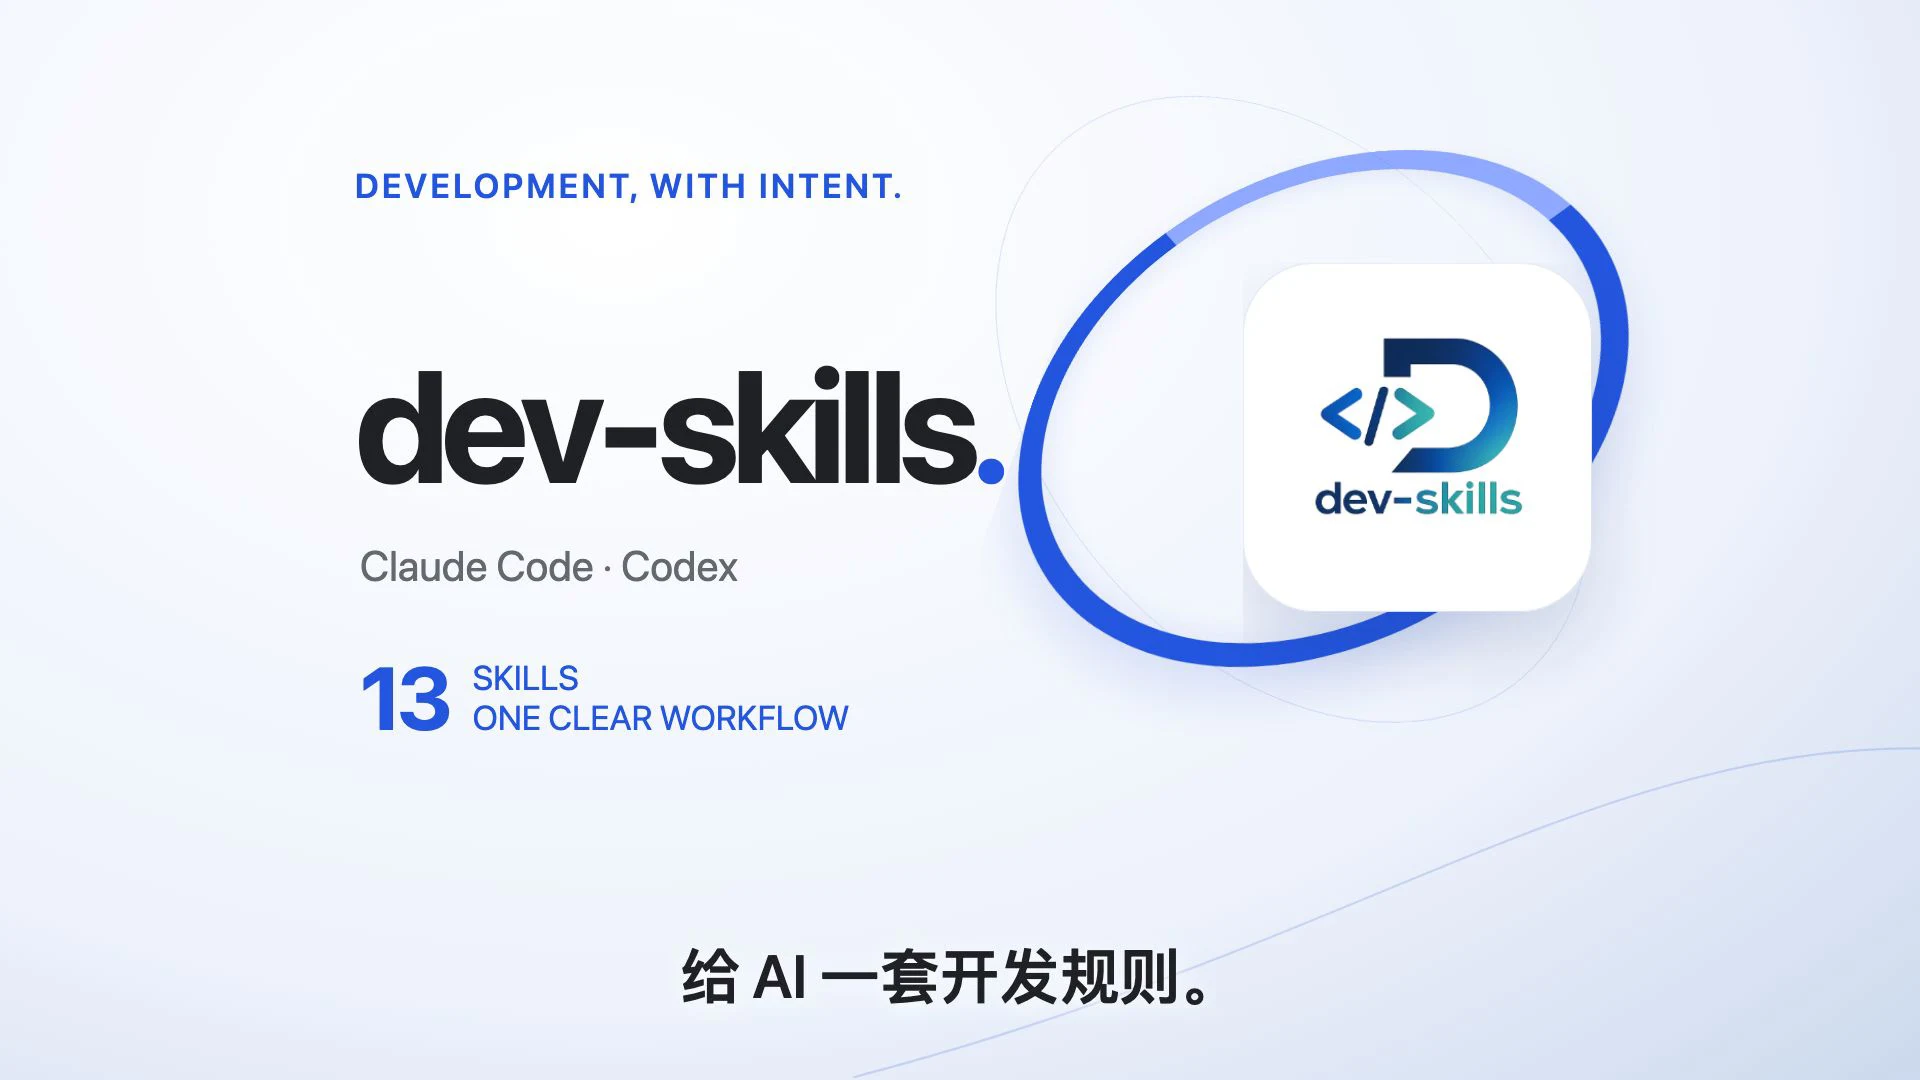 DEVELOPMENT, WITH INTENT.
dev-skills.
Claude Code · Codex
13 SKILLS
ONE CLEAR WORKFLOW
</>
dev-skills
给 AI 一套开发规则。